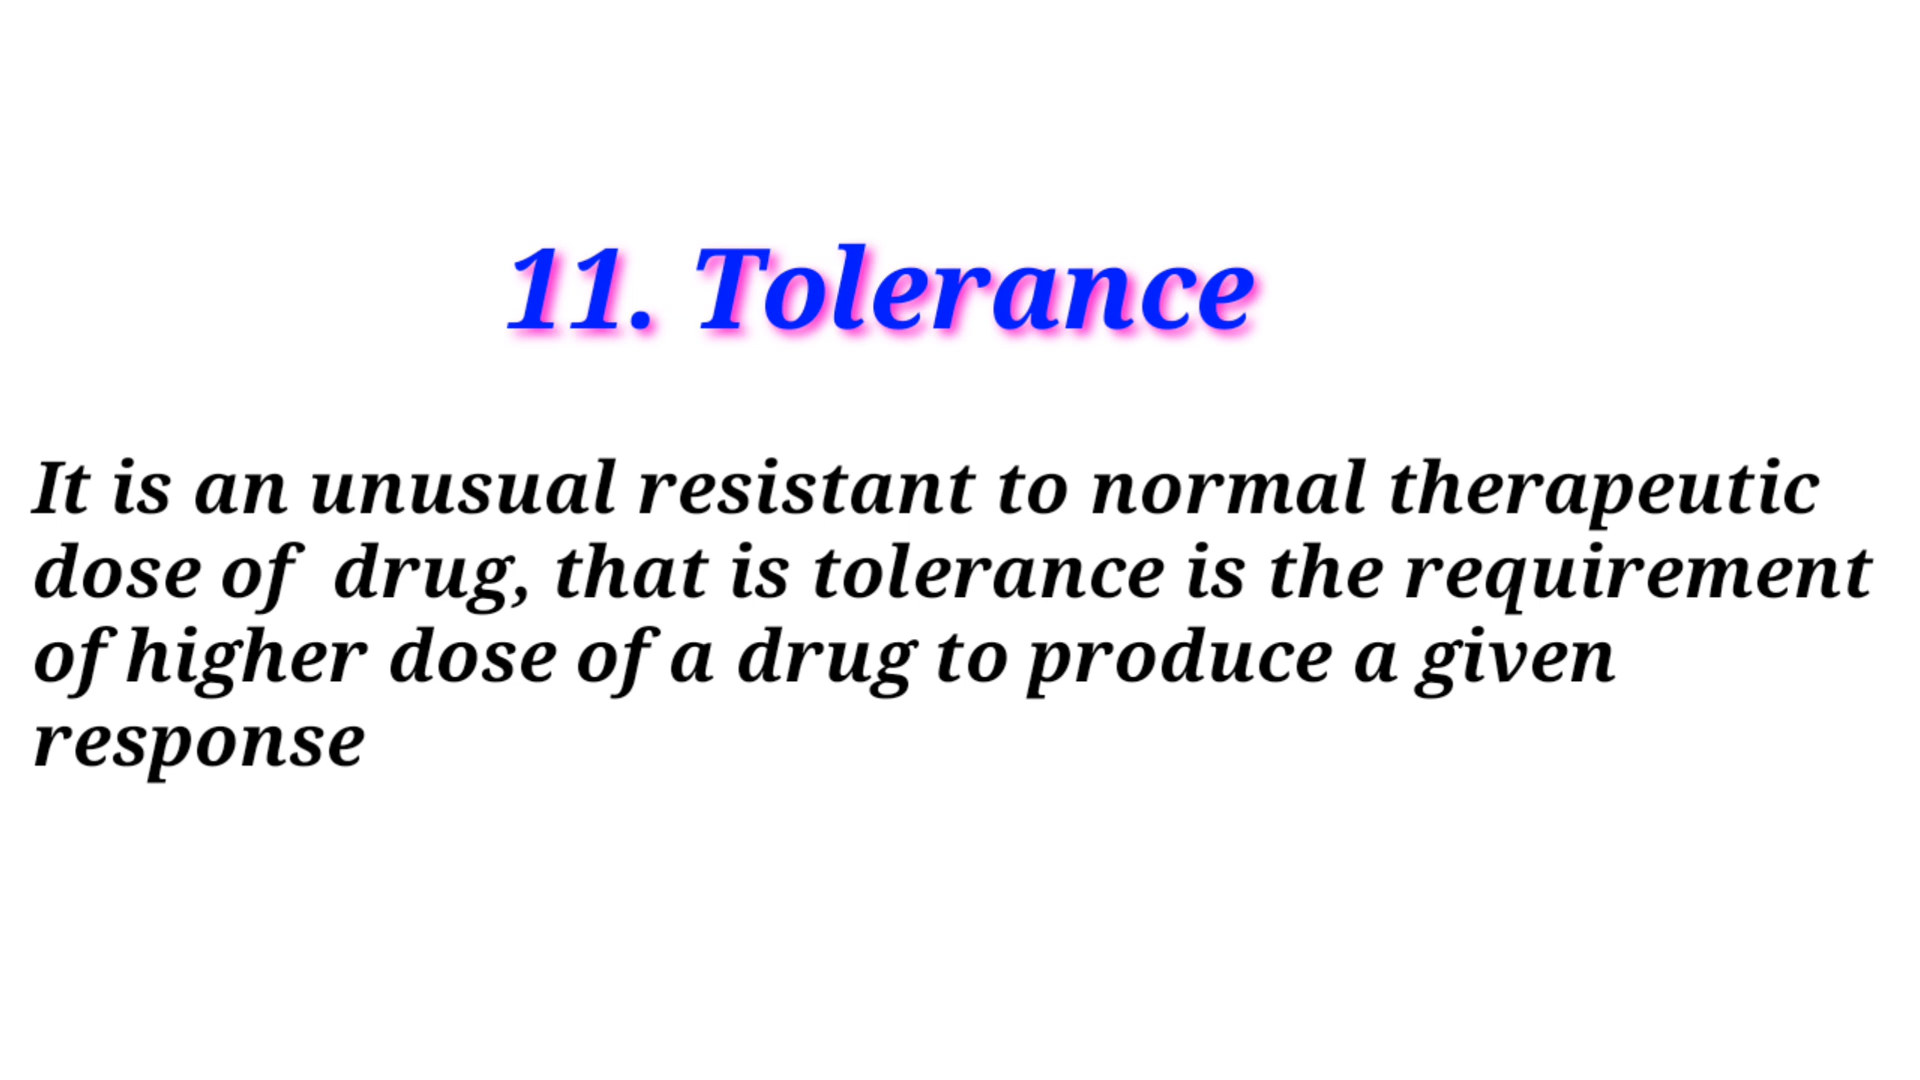 11. Tolerance
It is an unusual resistant to normal therapeutic
dose of drug, that is tolerance is the requirement
of higher dose of a drug to produce a given
response